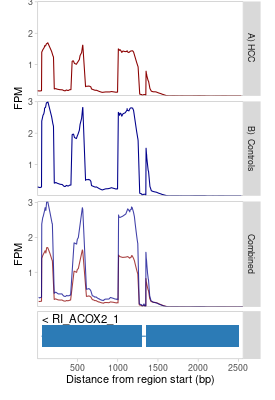 3
2
1
A) HCC
FPM
3
2
1
B) Controls
3
2
1
Combined
FPM
< RI_ACOX2_1
500 1000 1500 2000 2500
Distance from region start (bp)